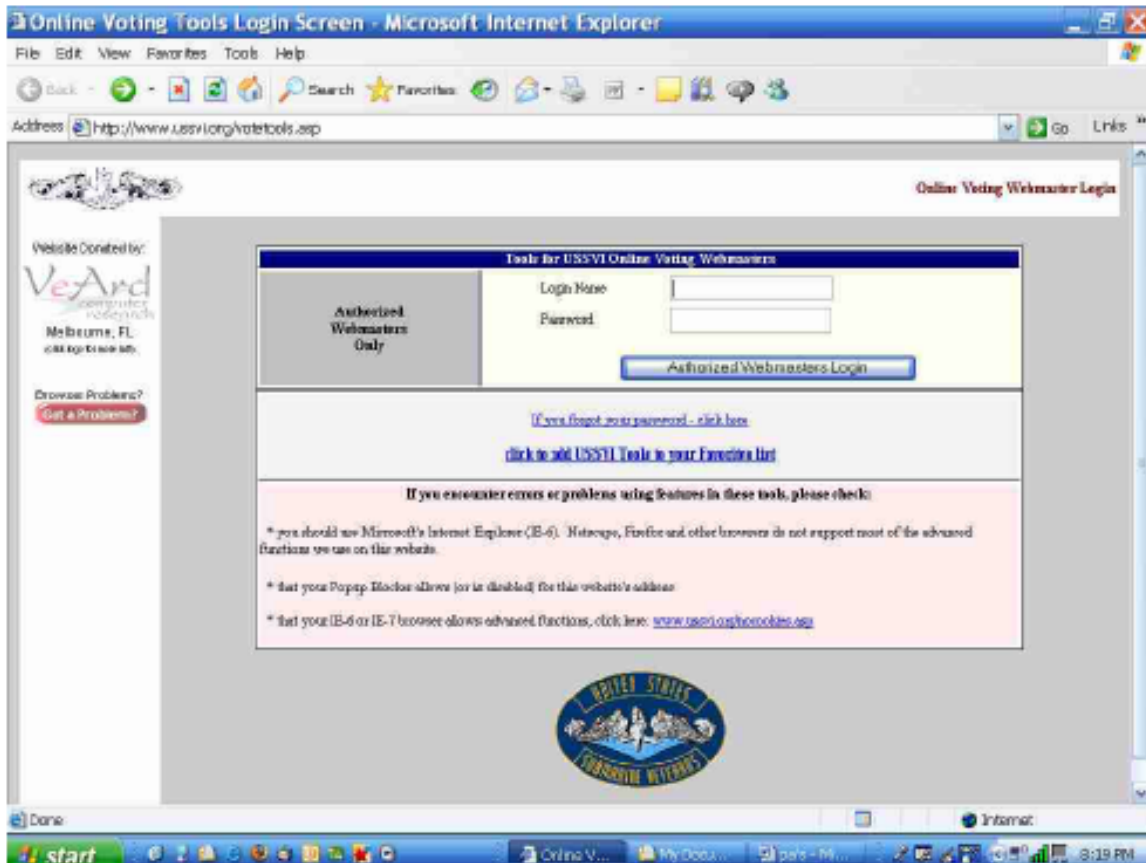 Online Voting Tools Login Screen - Microsoft Internet Explorer
File Edit View Favorites Tools Help
Back Search Favorites
Address http://www.ussvi.org/votetools.asp Go Links
Online Voting Webmaster Login
Website Donated by:
VeArd
computer
research
Melbourne, FL
Browser Problems?
Got a Problem?
Tools for USSVI Online Voting Webmasters
Authorized
Webmasters
Only
Login Name
Password
Authorized Webmasters Login
If you forgot your password - click here
click to add USSVI Tools to your Favorites list
If you encounter errors or problems using features in these tools, please check:
* you should use Microsoft's Internet Explorer (IE-6). Netscape, Firefox and other browsers do not support most of the advanced
functions we use on this website.
* that your Popup Blocker allows (or is disabled) for this website's address
* that your IE-6 or IE-7 browser allows advanced functions, click here: www.ussvi.org/nocookies.asp
UNITED STATES
SUBMARINE VETERANS
Done Internet
start Online V... My Docu... pa's - M... 8:19 PM